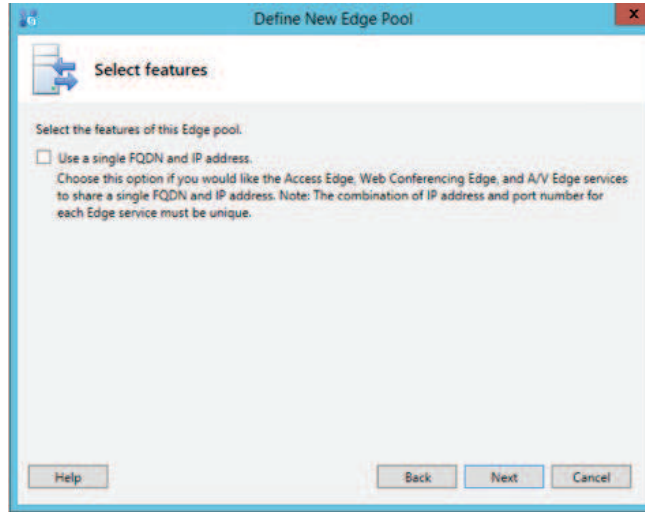 Define New Edge Pool
x
Select features
Select the features of this Edge pool.
Use a single FQDN and IP address.
Choose this option if you would like the Access Edge, Web Conferencing Edge, and A/V Edge services
to share a single FQDN and IP address. Note: The combination of IP address and port number for
each Edge service must be unique.
Help Back Next Cancel